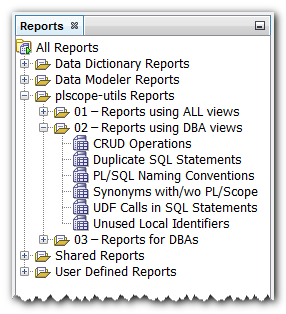 Reports
All Reports
Data Dictionary Reports
Data Modeler Reports
plscope-utils Reports
01 – Reports using ALL views
02 – Reports using DBA views
CRUD Operations
Duplicate SQL Statements
PL/SQL Naming Conventions
Synonyms with/wo PL/Scope
UDF Calls in SQL Statements
Unused Local Identifiers
03 – Reports for DBAs
Shared Reports
User Defined Reports